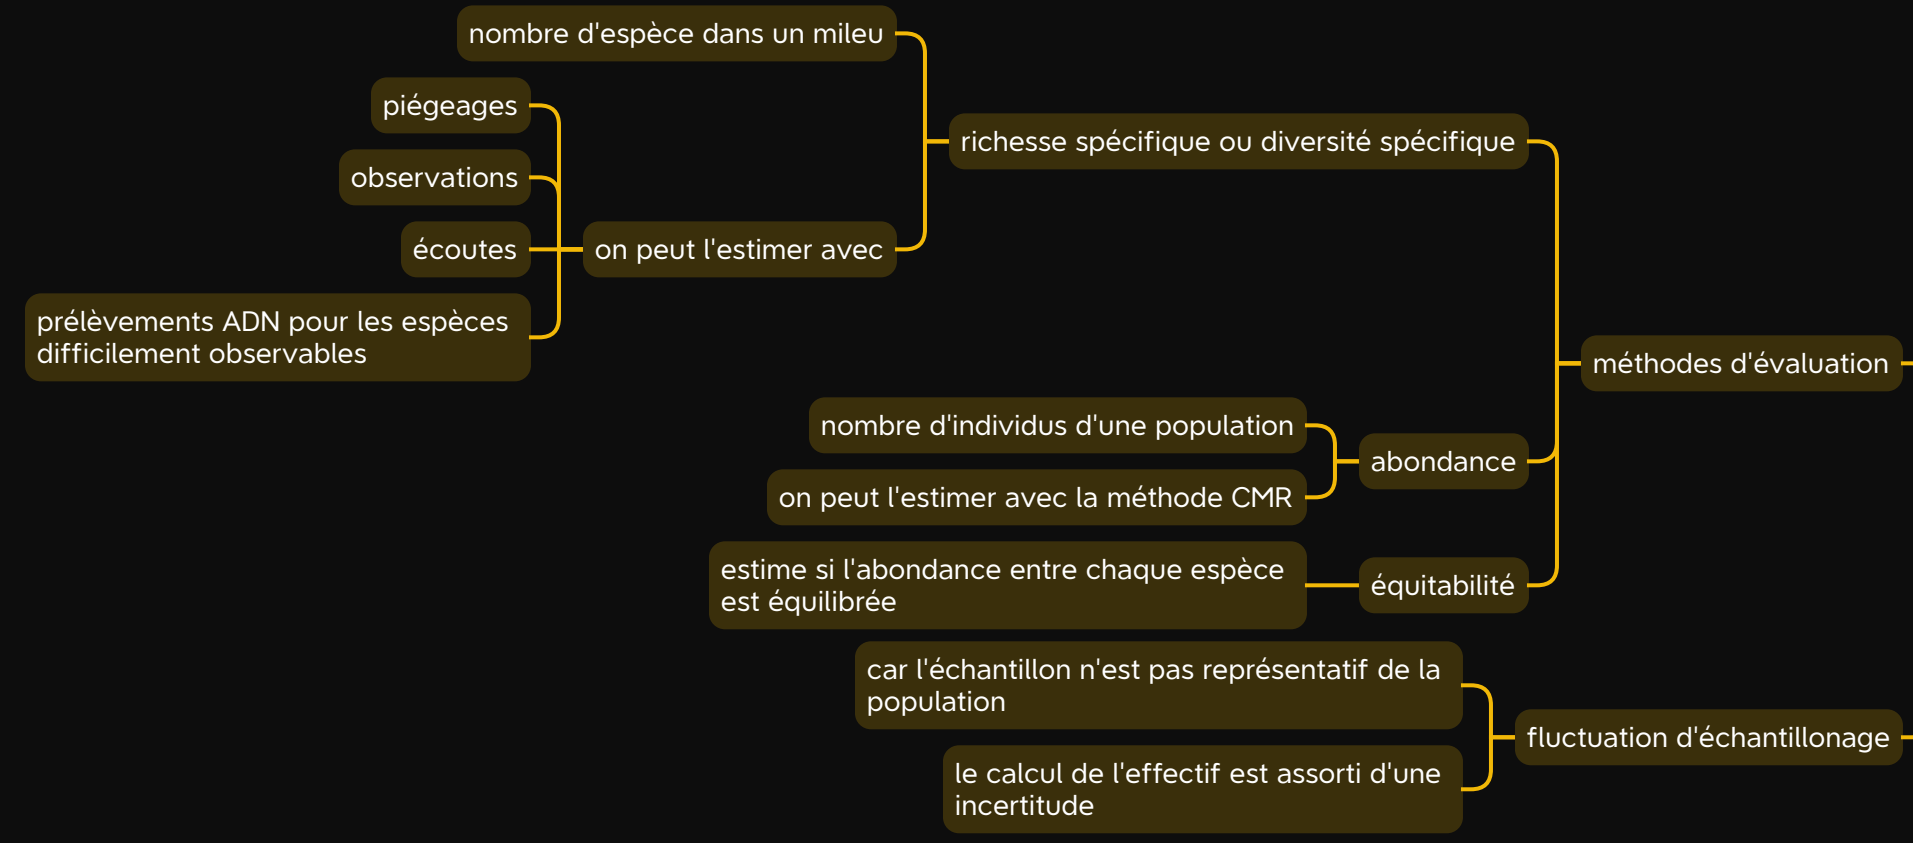 nombre d'espèce dans un mileu
piégeages
richesse spécifique ou diversité spécifique
observations
écoutes
on peut l'estimer avec
prélèvements ADN pour les espèces
difficilement observables
méthodes d'évaluation
nombre d'individus d'une population
abondance
on peut l'estimer avec la méthode CMR
estime si l'abondance entre chaque espèce
est équilibrée
équitabilité
car l'échantillon n'est pas représentatif de la
population
fluctuation d'échantillonage
le calcul de l'effectif est assorti d'une
incertitude